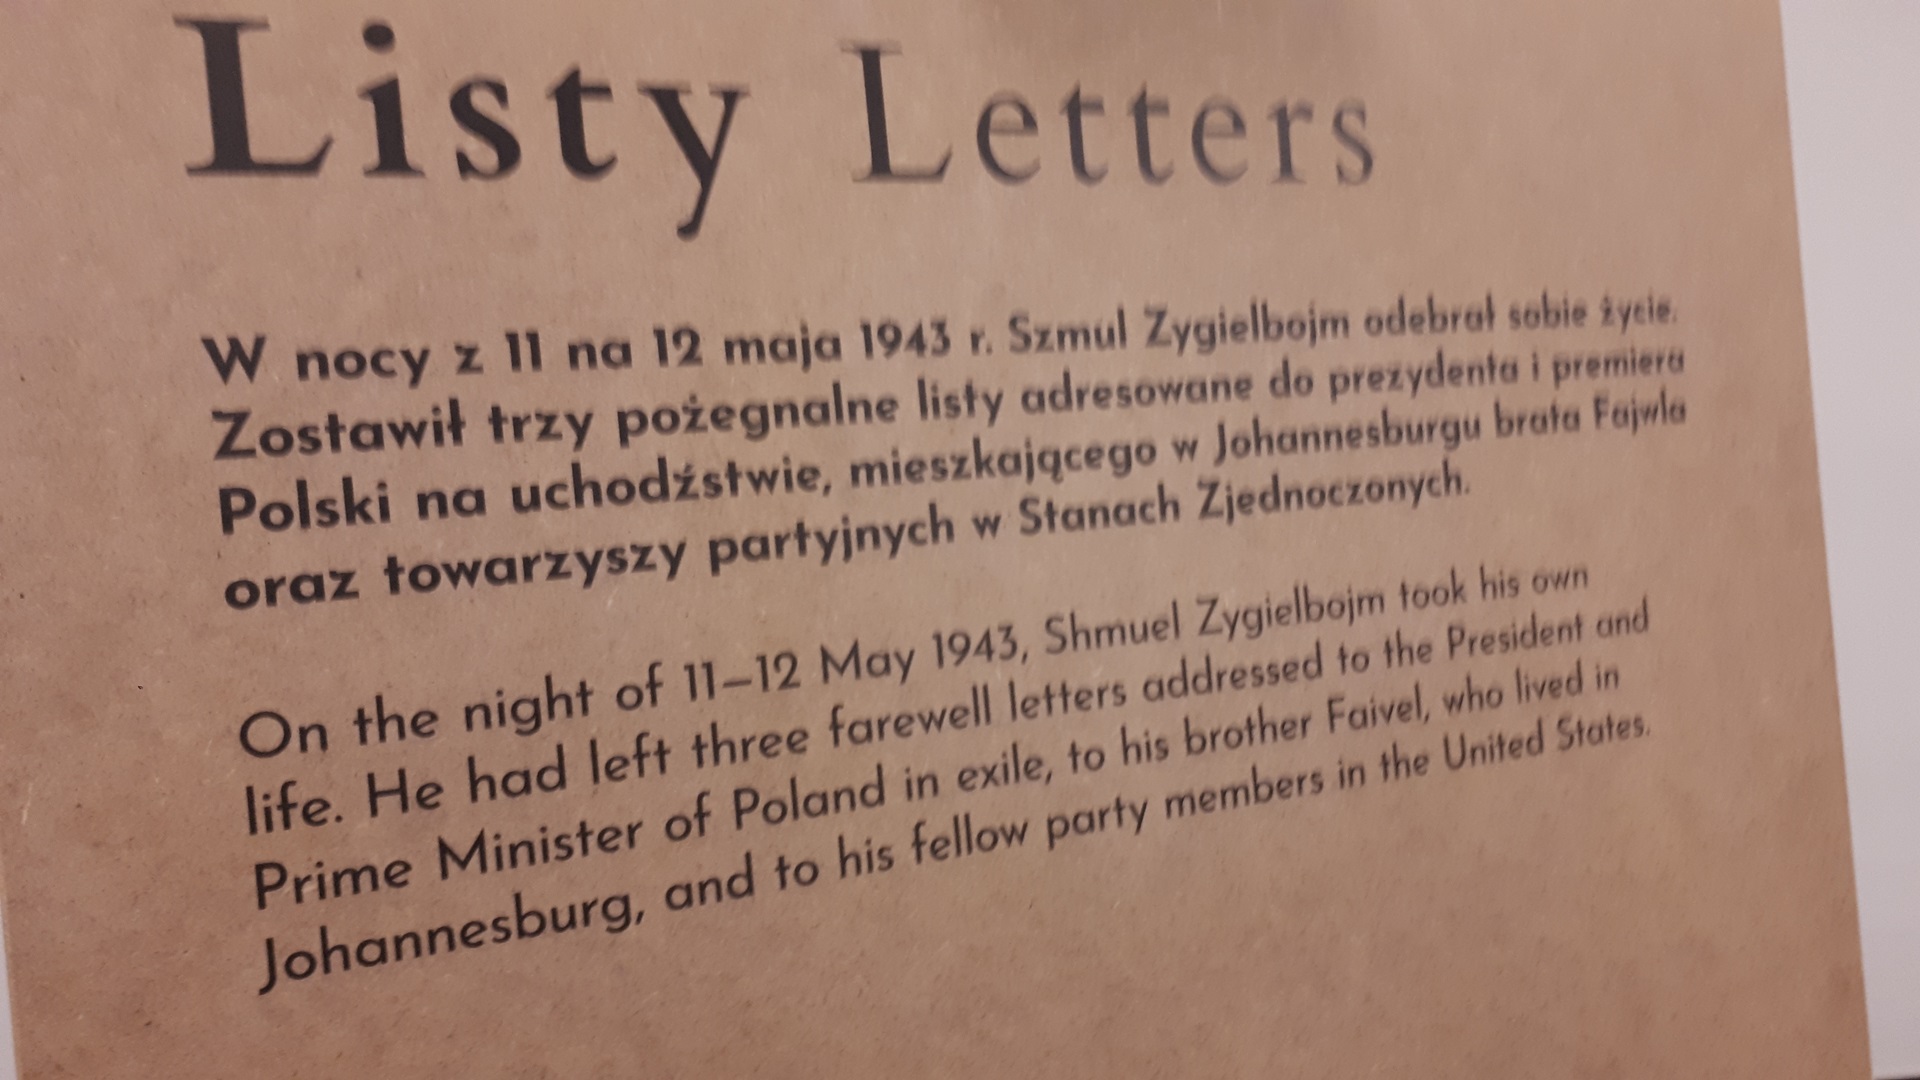 Listy Letters
W nocy z 11 na 12 maja 1943 r. Szmul Zygielbojm odebrał sobie życie.
Zostawił trzy pożegnalne listy adresowane do prezydenta i premiera
Polski na uchodźstwie, mieszkającego w Johannesburgu brata Fajwla
oraz towarzyszy partyjnych w Stanach Zjednoczonych.
On the night of 11–12 May 1943, Shmuel Zygielbojm took his own
life. He had left three farewell letters addressed to the President and
Prime Minister of Poland in exile, to his brother Faivel, who lived in
Johannesburg, and to his fellow party members in the United States.